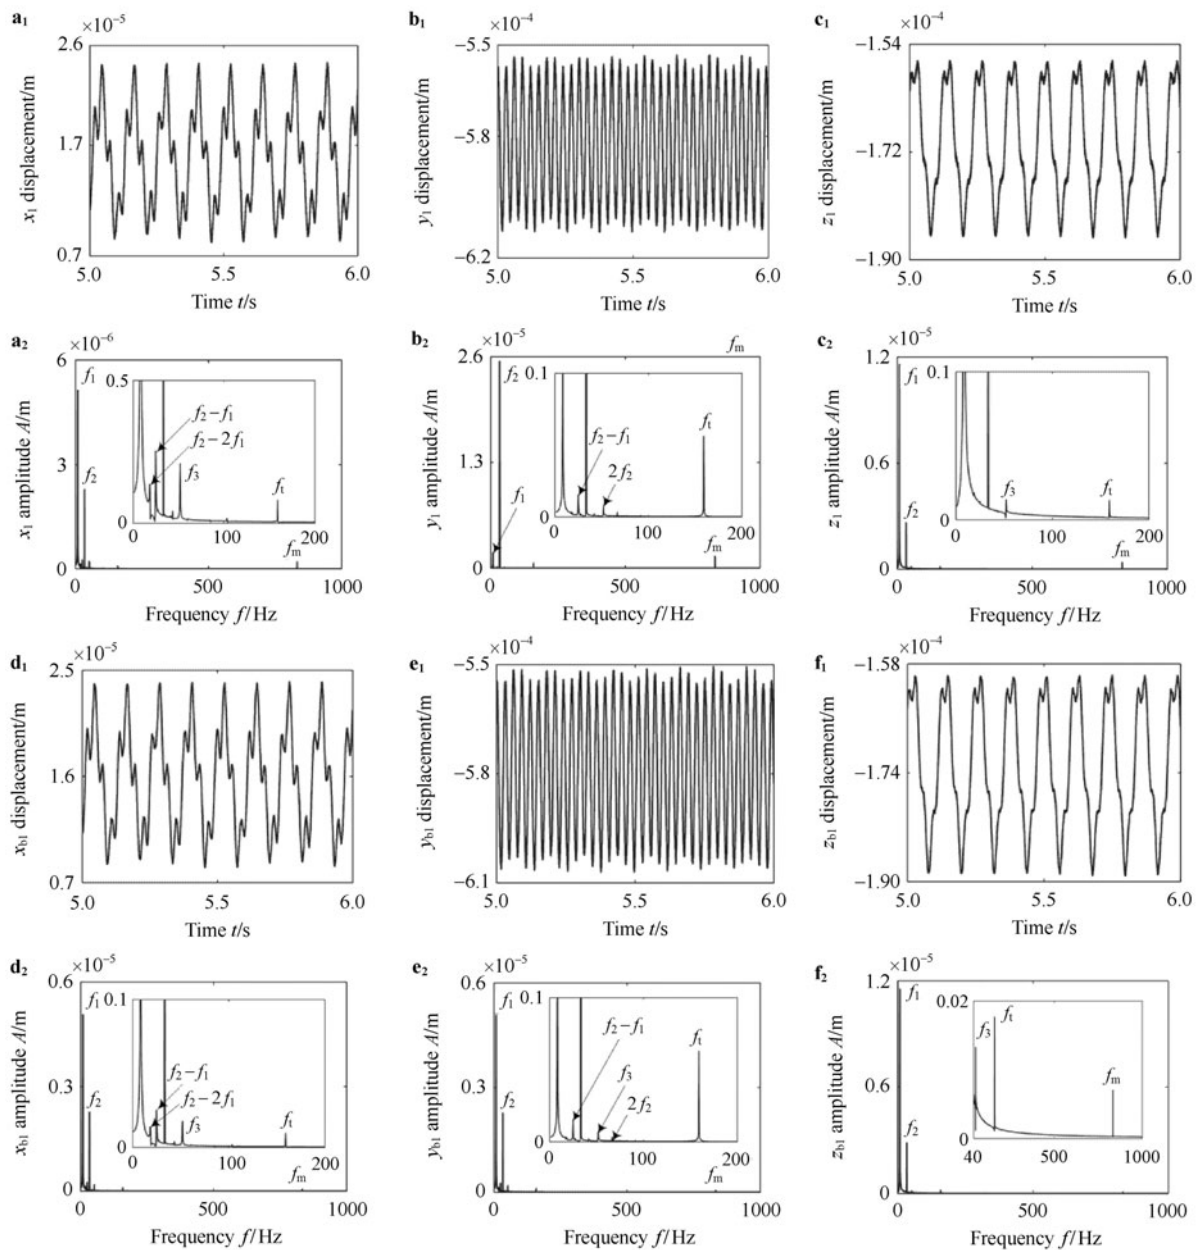 a₁
×10⁻⁵
2.6
1.7
0.7
x₁ displacement/m
5.0 5.5 6.0
Time t/s
b₁
×10⁻⁴
−5.5
−5.8
−6.2
y₁ displacement/m
5.0 5.5 6.0
Time t/s
c₁
×10⁻⁴
−1.54
−1.72
−1.90
z₁ displacement/m
5.0 5.5 6.0
Time t/s
a₂
×10⁻⁶
6
3
0
x₁ amplitude A/m
f₁
f₂
0.5
0
f₂−f₁
f₂−2f₁
f₃
fₜ
0 100 200
fₘ
0 500 1000
Frequency f/Hz
b₂
×10⁻⁵
fₘ
2.6
1.3
0
y₁ amplitude A/m
f₂
f₁
0.1
0
f₂−f₁
2f₂
fₜ
0 100 200
fₘ
0 500 1000
Frequency f/Hz
c₂
×10⁻⁵
1.2
0.6
0
z₁ amplitude A/m
f₁
f₂
0.1
0
f₃
fₜ
0 100 200
fₘ
0 500 1000
Frequency f/Hz
d₁
×10⁻⁵
2.5
1.6
0.7
x_b1 displacement/m
5.0 5.5 6.0
Time t/s
e₁
×10⁻⁴
−5.5
−5.8
−6.1
y_b1 displacement/m
5.0 5.5 6.0
Time t/s
f₁
×10⁻⁴
−1.58
−1.74
−1.90
z_b1 displacement/m
5.0 5.5 6.0
Time t/s
d₂
×10⁻⁵
0.6
0.3
0
x_b1 amplitude A/m
f₁
f₂
0.1
0
f₂−f₁
f₂−2f₁
f₃
fₜ
0 100 200
fₘ
0 500 1000
Frequency f/Hz
e₂
×10⁻⁵
0.6
0.3
0
y_b1 amplitude A/m
f₁
f₂
0.1
0
f₂−f₁
f₃
2f₂
fₜ
0 100 200
fₘ
0 500 1000
Frequency f/Hz
f₂
×10⁻⁵
1.2
0.6
0
z_b1 amplitude A/m
f₁
f₂
0.02
0
f₃
fₜ
fₘ
40 500 1000
0 500 1000
Frequency f/Hz